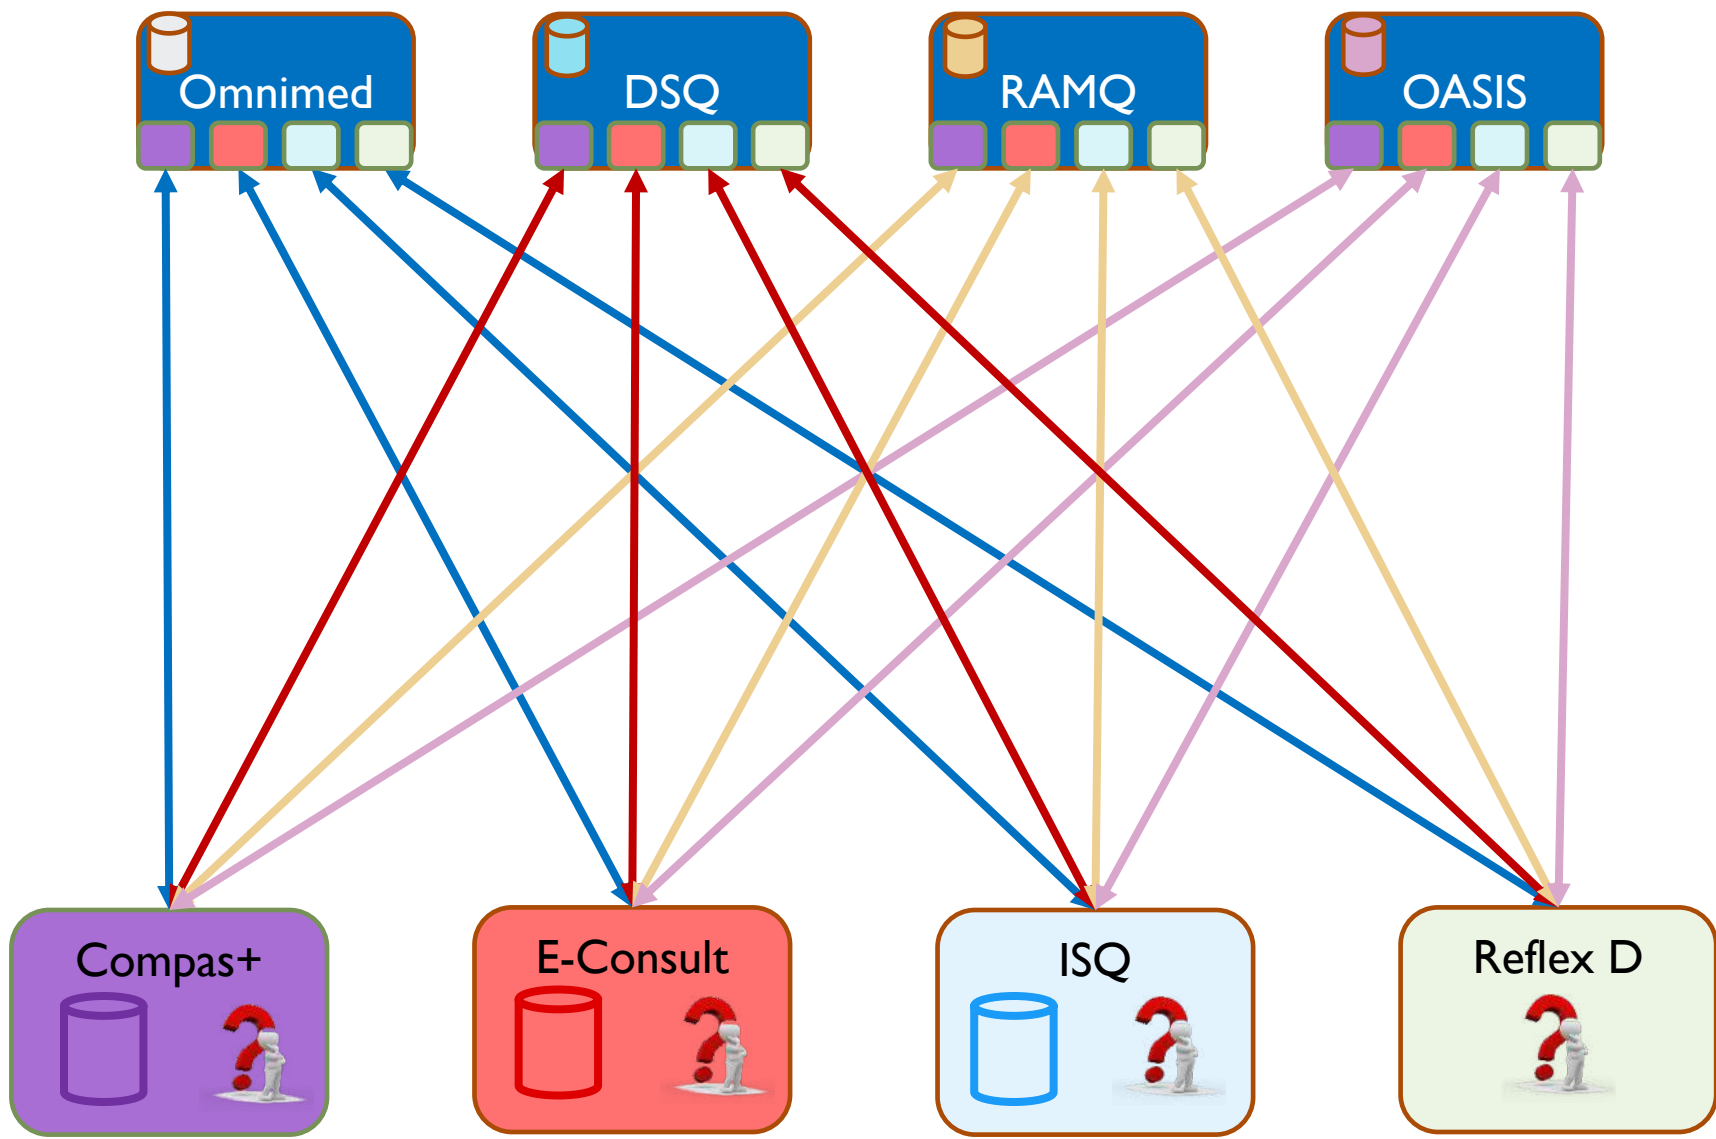 Omnimed
DSQ
RAMQ
OASIS
Compas+
E-Consult
ISQ
Reflex D